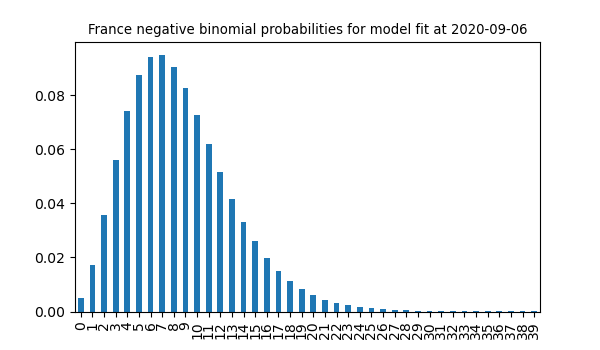 France negative binomial probabilities for model fit at 2020-09-06
0.08
0.06
0.04
0.02
0.00
0 1 2 3 4 5 6 7 8 9 10 11 12 13 14 15 16 17 18 19 20 21 22 23 24 25 26 27 28 29 30 31 32 33 34 35 36 37 38 39